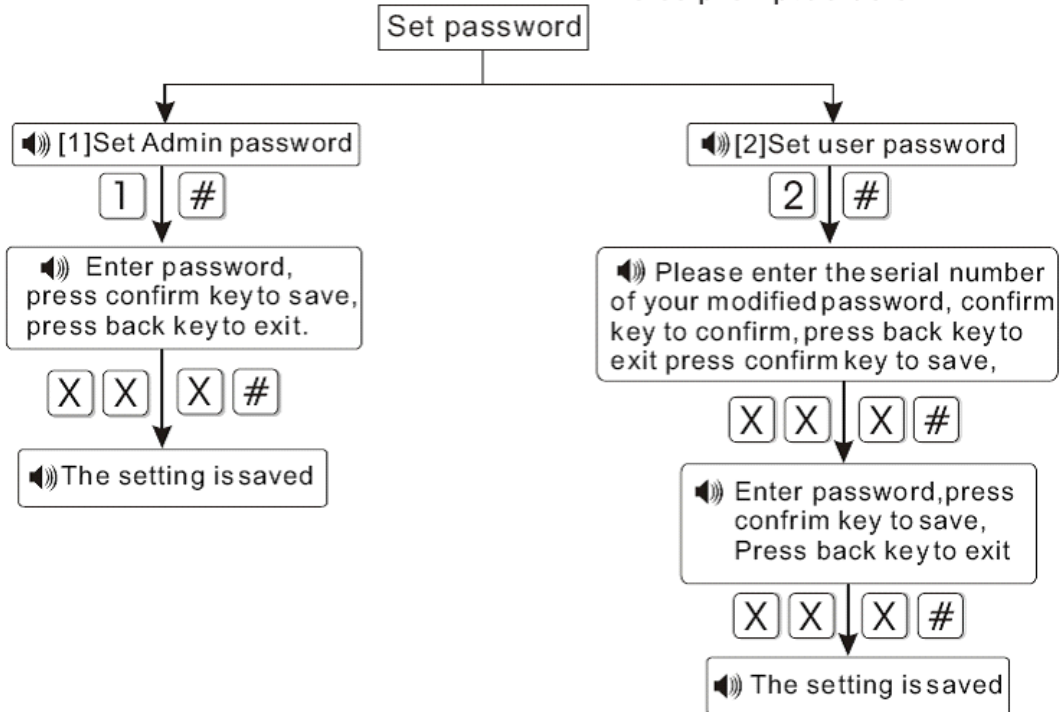 Set password
[1]Set Admin password
1 #
Enter password,
press confirm key to save,
press back key to exit.
X X X #
The setting is saved
[2]Set user password
2 #
Please enter the serial number
of your modified password, confirm
key to confirm, press back key to
exit press confirm key to save,
X X X #
Enter password,press
confrim key to save,
Press back key to exit
X X X #
The setting is saved